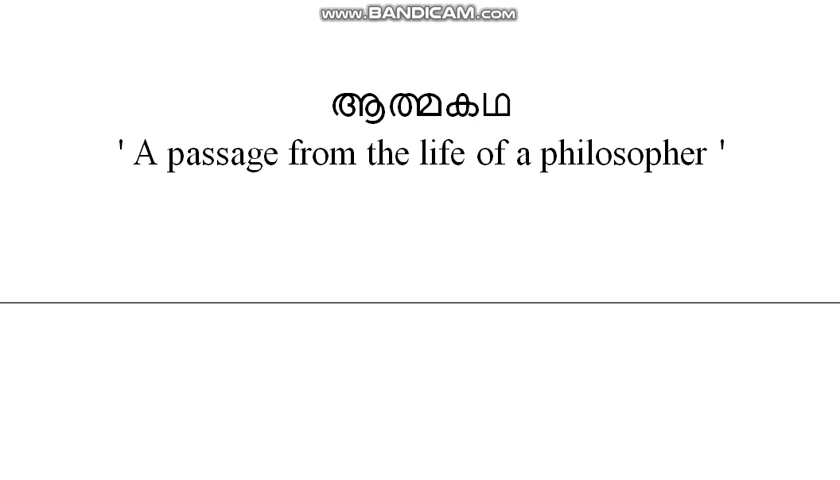 www.BANDICAM.com
ആത്മകഥ
' A passage from the life of a philosopher '